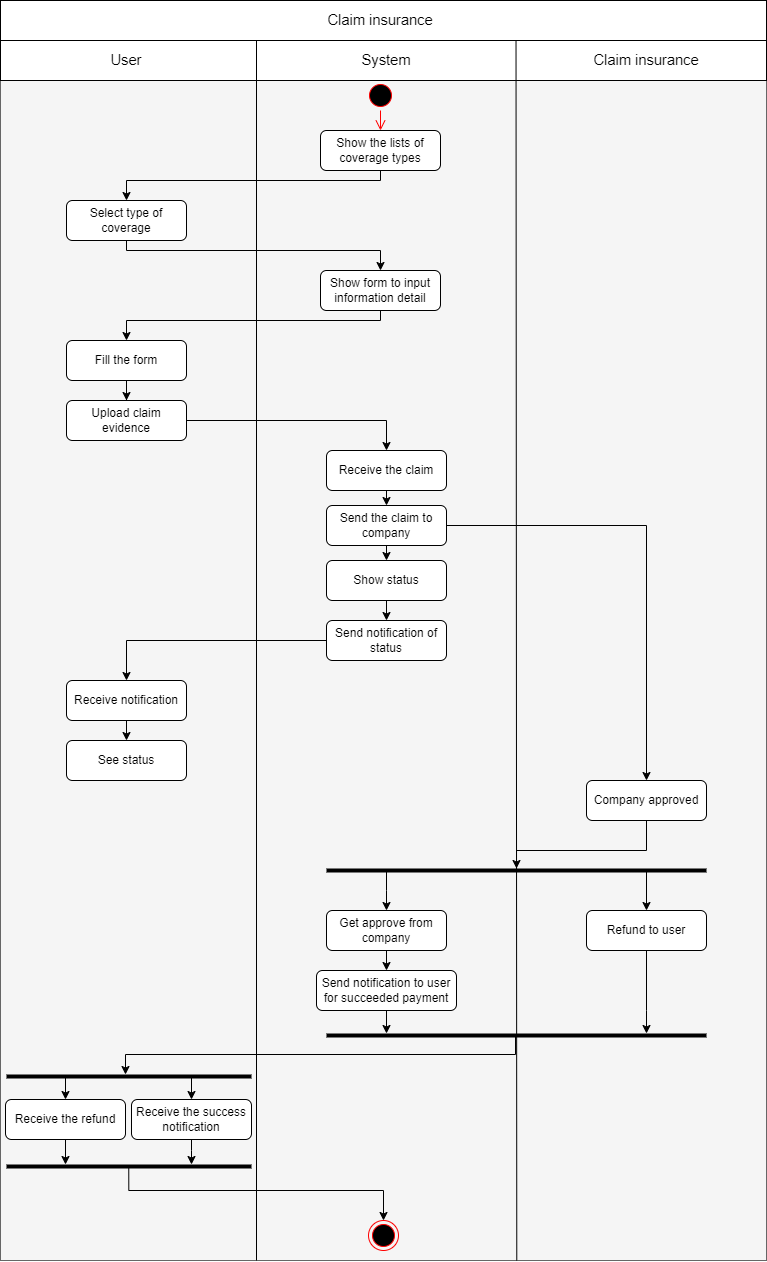 Claim insurance
User
System
Claim insurance
Show the lists of
coverage types
Select type of
coverage
Show form to input
information detail
Fill the form
Upload claim
evidence
Receive the claim
Send the claim to
company
Show status
Send notification of
status
Receive notification
See status
Company approved
Get approve from
company
Refund to user
Send notification to user
for succeeded payment
Receive the refund
Receive the success
notification